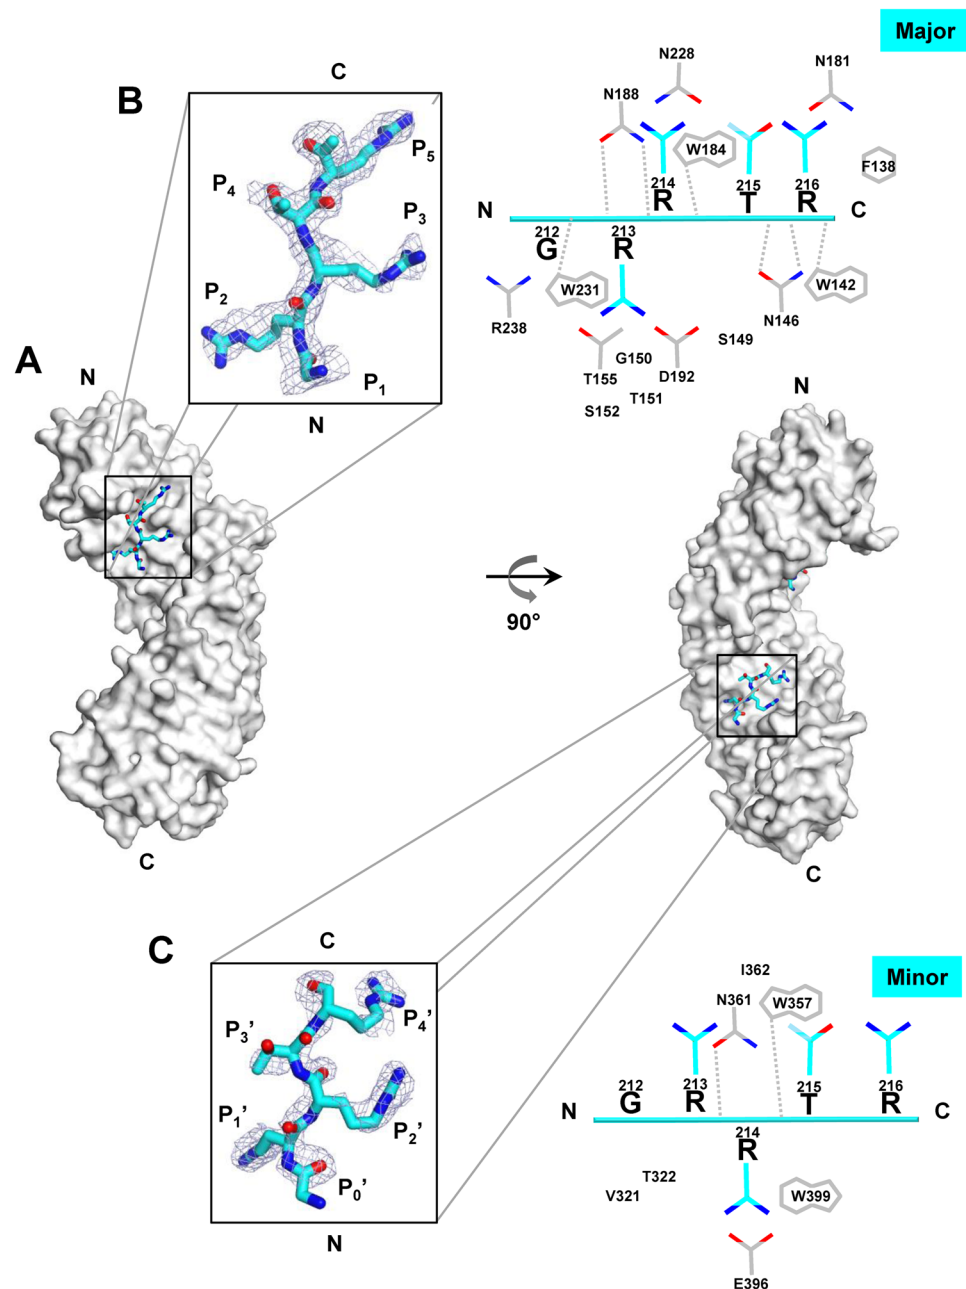 Major
B
C
P5
P4
P3
P2
P1
N
N228
N181
N188
W184
F138
214
R
215
T
216
R
N
C
212
G
213
R
W231
R238
N146
W142
S149
G150
T155
D192
T151
S152
A
N
C
90°
N
C
C
C
P4'
P3'
P1'
P2'
P0'
N
Minor
I362
N361
W357
212
G
213
R
215
T
216
R
N
C
214
R
T322
V321
W399
E396